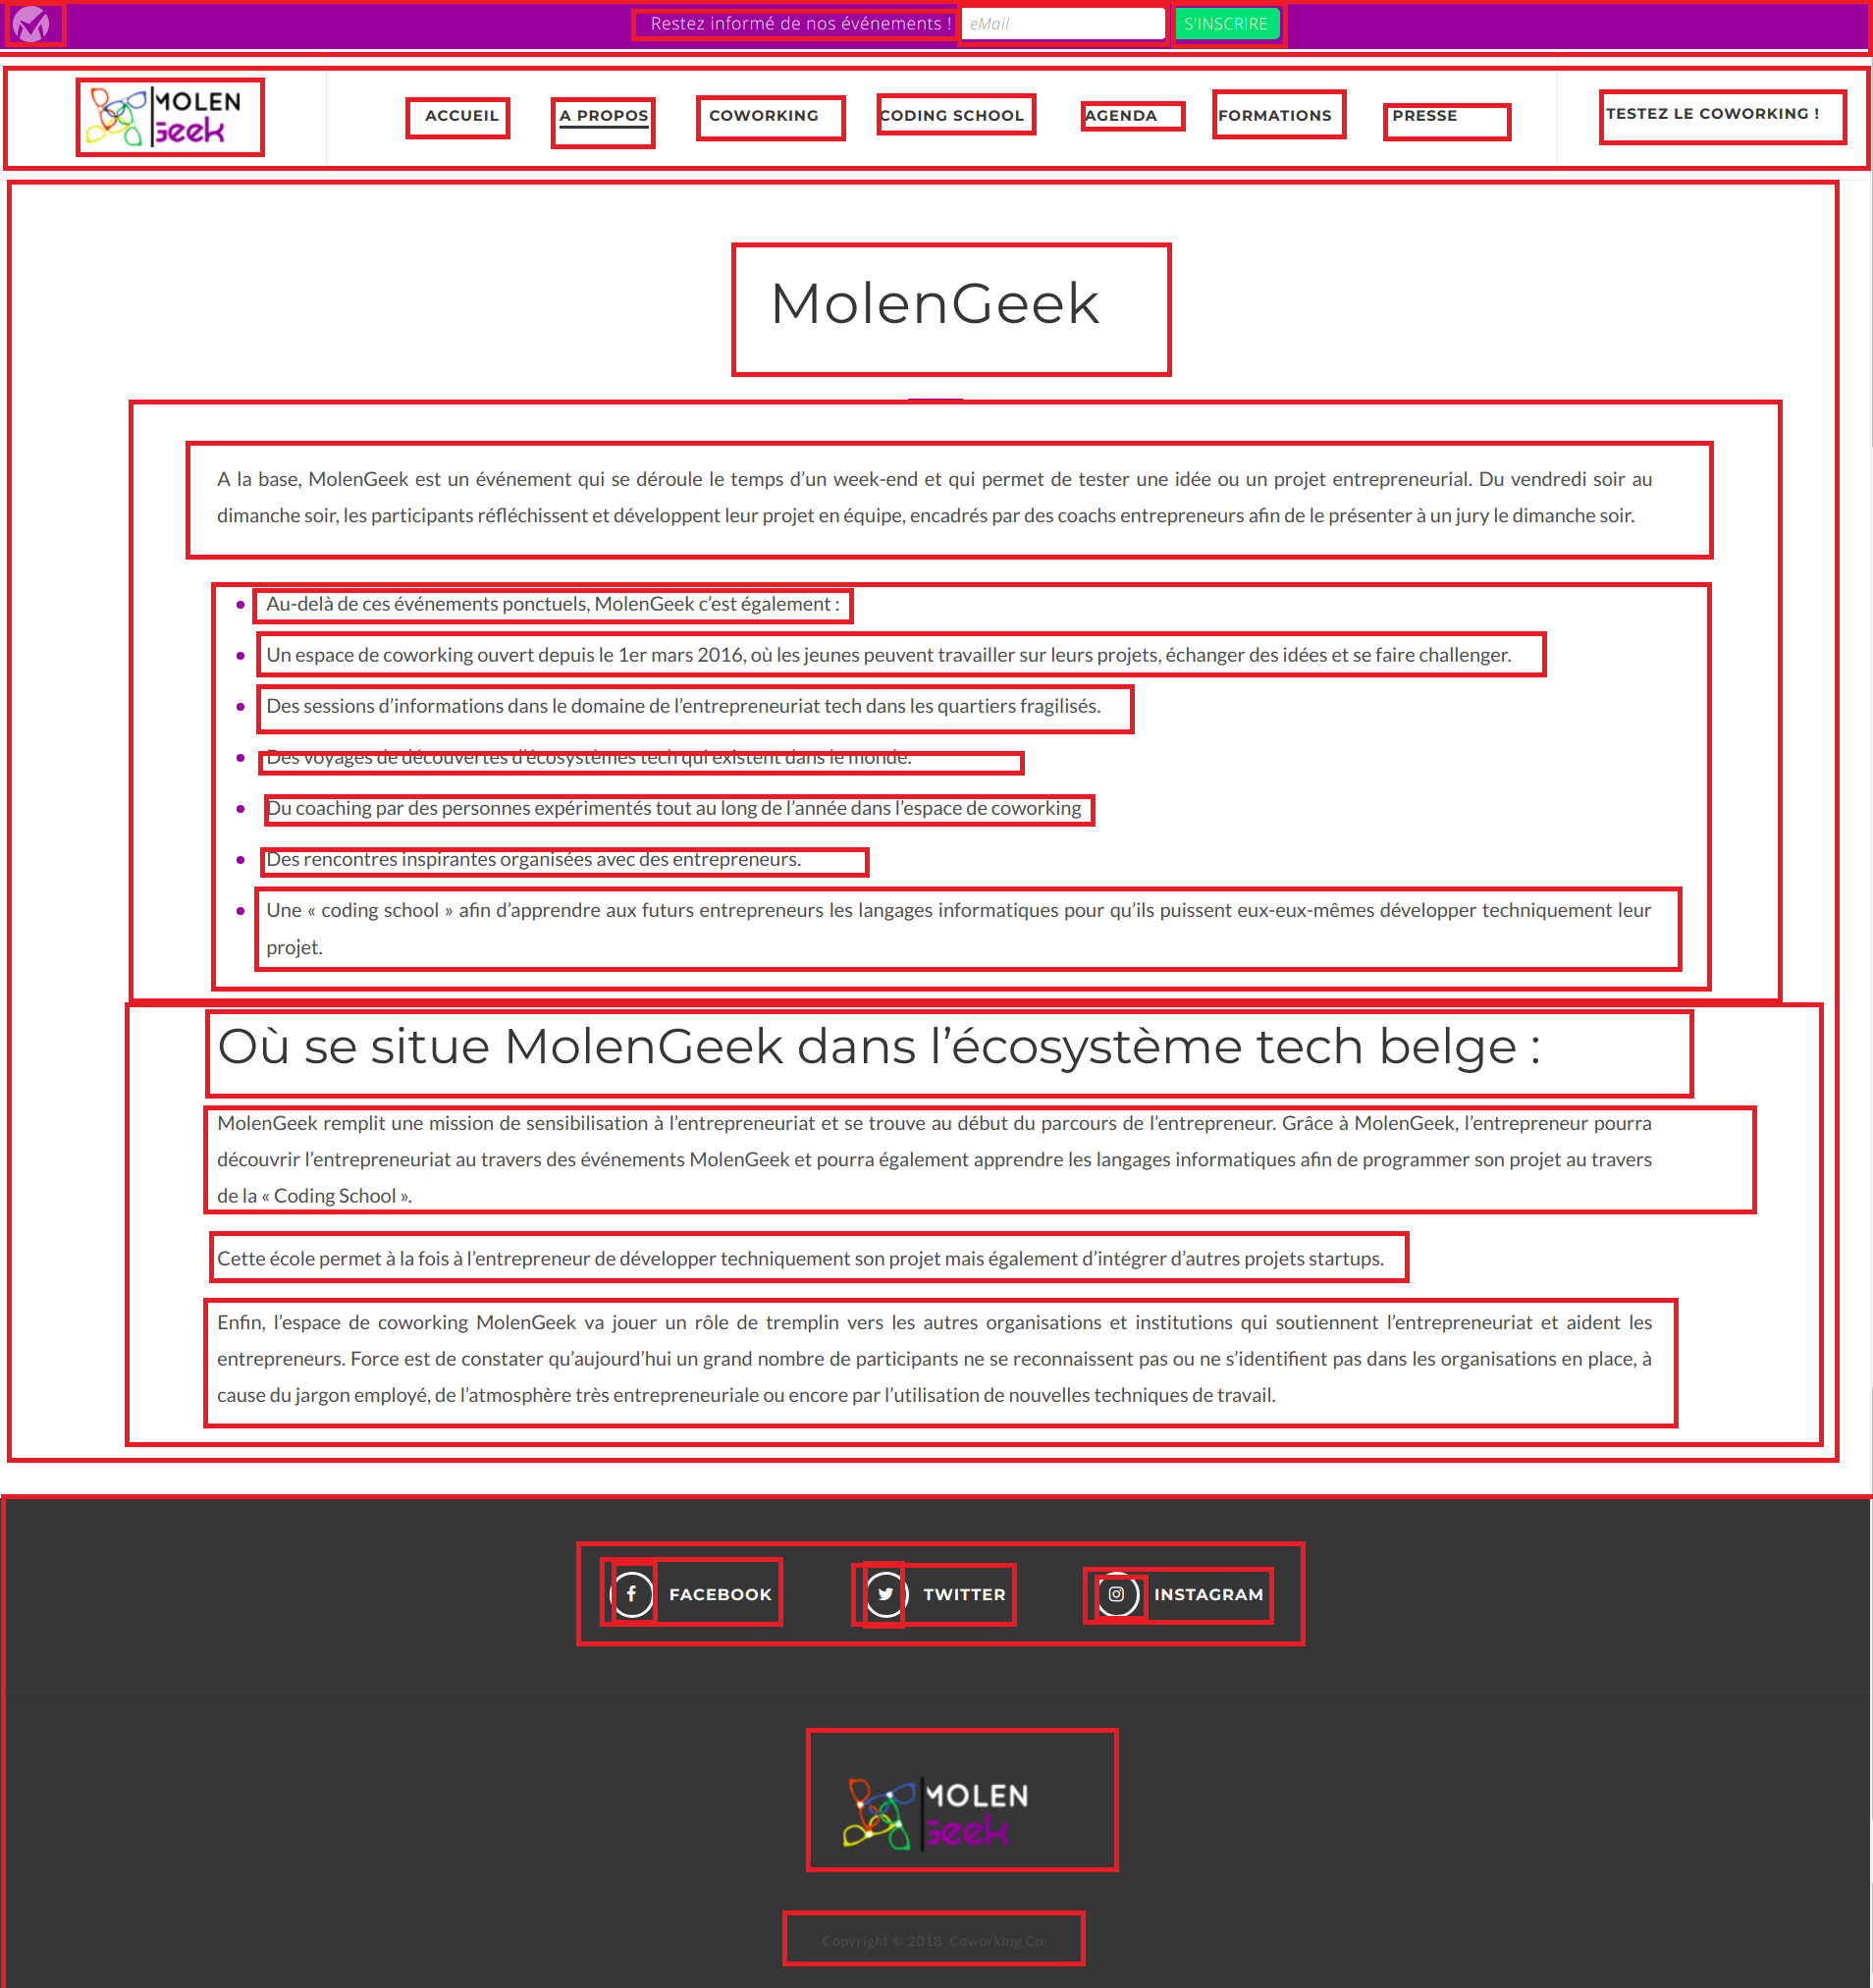 Restez informé de nos événements !
eMail
S'INSCRIRE
MOLEN
Geek
ACCUEIL
A PROPOS
COWORKING
CODING SCHOOL
AGENDA
FORMATIONS
PRESSE
TESTEZ LE COWORKING !
MolenGeek
A la base, MolenGeek est un événement qui se déroule le temps d’un week-end et qui permet de tester une idée ou un projet entrepreneurial. Du vendredi soir au
dimanche soir, les participants réfléchissent et développent leur projet en équipe, encadrés par des coachs entrepreneurs afin de le présenter à un jury le dimanche soir.
Au-delà de ces événements ponctuels, MolenGeek c’est également :
Un espace de coworking ouvert depuis le 1er mars 2016, où les jeunes peuvent travailler sur leurs projets, échanger des idées et se faire challenger.
Des sessions d’informations dans le domaine de l’entrepreneuriat tech dans les quartiers fragilisés.
Des voyages de découvertes d’écosystèmes tech qui existent dans le monde.
Du coaching par des personnes expérimentés tout au long de l’année dans l’espace de coworking
Des rencontres inspirantes organisées avec des entrepreneurs.
Une « coding school » afin d’apprendre aux futurs entrepreneurs les langages informatiques pour qu’ils puissent eux-eux-mêmes développer techniquement leur
projet.
Où se situe MolenGeek dans l’écosystème tech belge :
MolenGeek remplit une mission de sensibilisation à l’entrepreneuriat et se trouve au début du parcours de l’entrepreneur. Grâce à MolenGeek, l’entrepreneur pourra
découvrir l’entrepreneuriat au travers des événements MolenGeek et pourra également apprendre les langages informatiques afin de programmer son projet au travers
de la « Coding School ».
Cette école permet à la fois à l’entrepreneur de développer techniquement son projet mais également d’intégrer d’autres projets startups.
Enfin, l’espace de coworking MolenGeek va jouer un rôle de tremplin vers les autres organisations et institutions qui soutiennent l’entrepreneuriat et aident les
entrepreneurs. Force est de constater qu’aujourd’hui un grand nombre de participants ne se reconnaissent pas ou ne s’identifient pas dans les organisations en place, à
cause du jargon employé, de l’atmosphère très entrepreneuriale ou encore par l’utilisation de nouvelles techniques de travail.
FACEBOOK
TWITTER
INSTAGRAM
MOLEN
Geek
Copyright © 2018. Coworking Co.